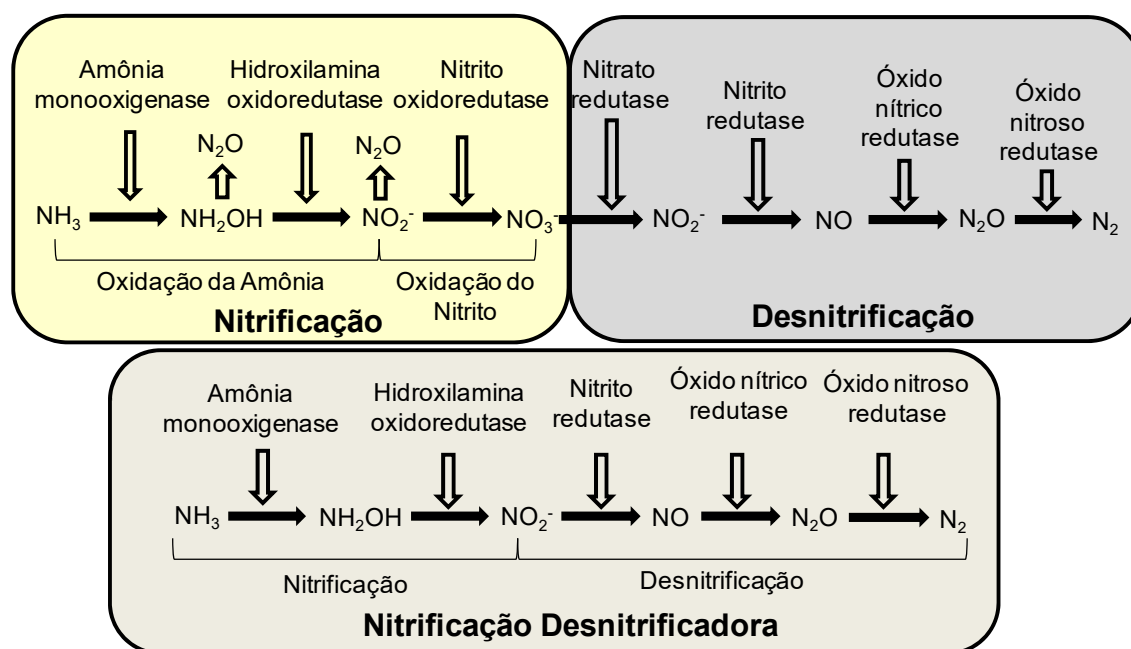 Amônia
monooxigenase
Hidroxilamina
oxidoredutase
Nitrito
oxidoredutase
N₂O
N₂O
NH₃
NH₂OH
NO₂⁻
NO₃⁻
Oxidação da Amônia
Oxidação do
Nitrito
Nitrificação
Nitrato
redutase
Nitrito
redutase
Óxido
nítrico
redutase
Óxido
nitroso
redutase
NO₂⁻
NO
N₂O
N₂
Desnitrificação
Amônia
monooxigenase
Hidroxilamina
oxidoredutase
Nitrito
redutase
Óxido nítrico
redutase
Óxido nitroso
redutase
NH₃
NH₂OH
NO₂⁻
NO
N₂O
N₂
Nitrificação
Desnitrificação
Nitrificação Desnitrificadora